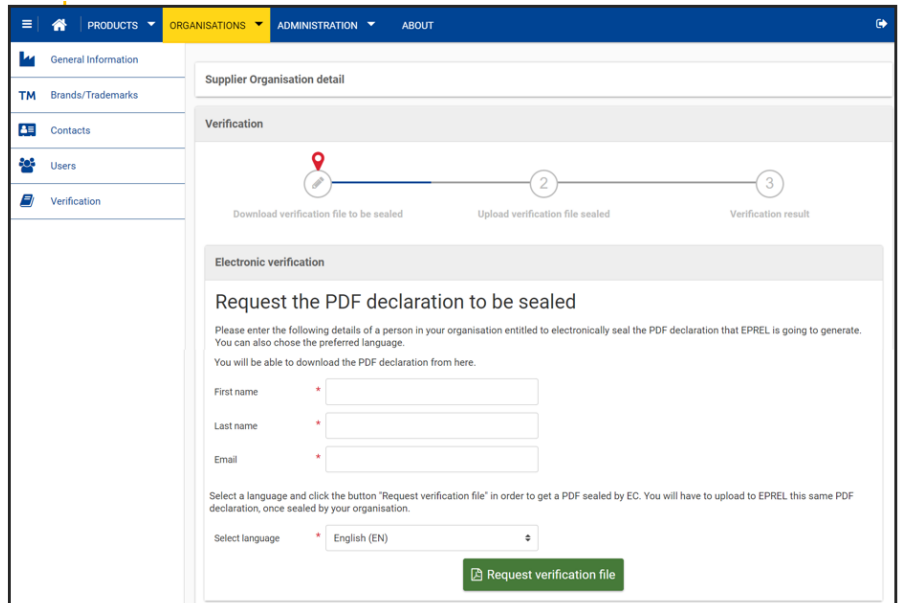 PRODUCTS
ORGANISATIONS
ADMINISTRATION
ABOUT
General Information
TM Brands/Trademarks
Contacts
Users
Verification
Supplier Organisation detail
Verification
2
3
Download verification file to be sealed
Upload verification file sealed
Verification result
Electronic verification
Request the PDF declaration to be sealed
Please enter the following details of a person in your organisation entitled to electronically seal the PDF declaration that EPREL is going to generate.
You can also chose the preferred language.
You will be able to download the PDF declaration from here.
First name *
Last name *
Email *
Select a language and click the button "Request verification file" in order to get a PDF sealed by EC. You will have to upload to EPREL this same PDF
declaration, once sealed by your organisation.
Select language * English (EN)
Request verification file